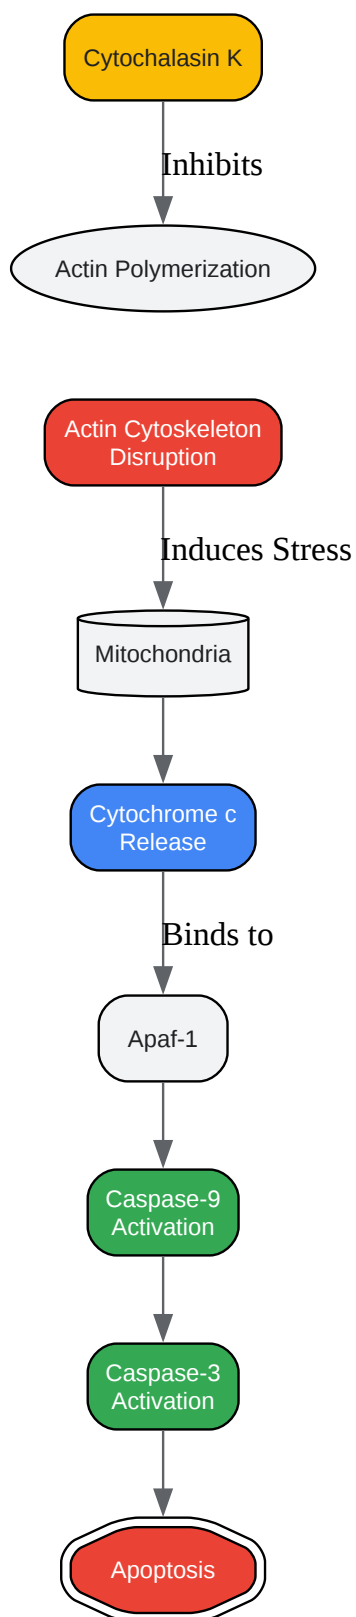 Cytochalasin K
Inhibits
Actin Polymerization
Actin Cytoskeleton
Disruption
Induces Stress
Mitochondria
Cytochrome c
Release
Binds to
Apaf-1
Caspase-9
Activation
Caspase-3
Activation
Apoptosis